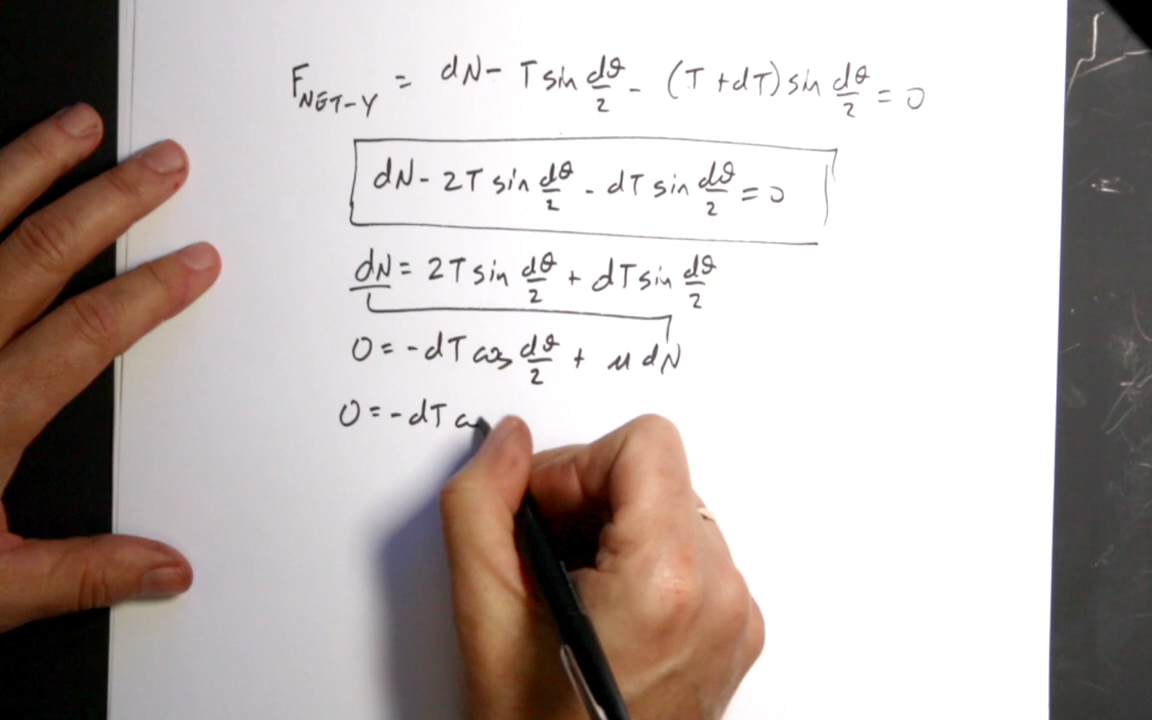 F_NET-Y = dN - T sin dθ/2 - (T + dT) sin dθ/2 = 0
dN - 2T sin dθ/2 - dT sin dθ/2 = 0
dN = 2T sin dθ/2 + dT sin dθ/2
0 = -dT cos dθ/2 + μ dN
0 = -dT co